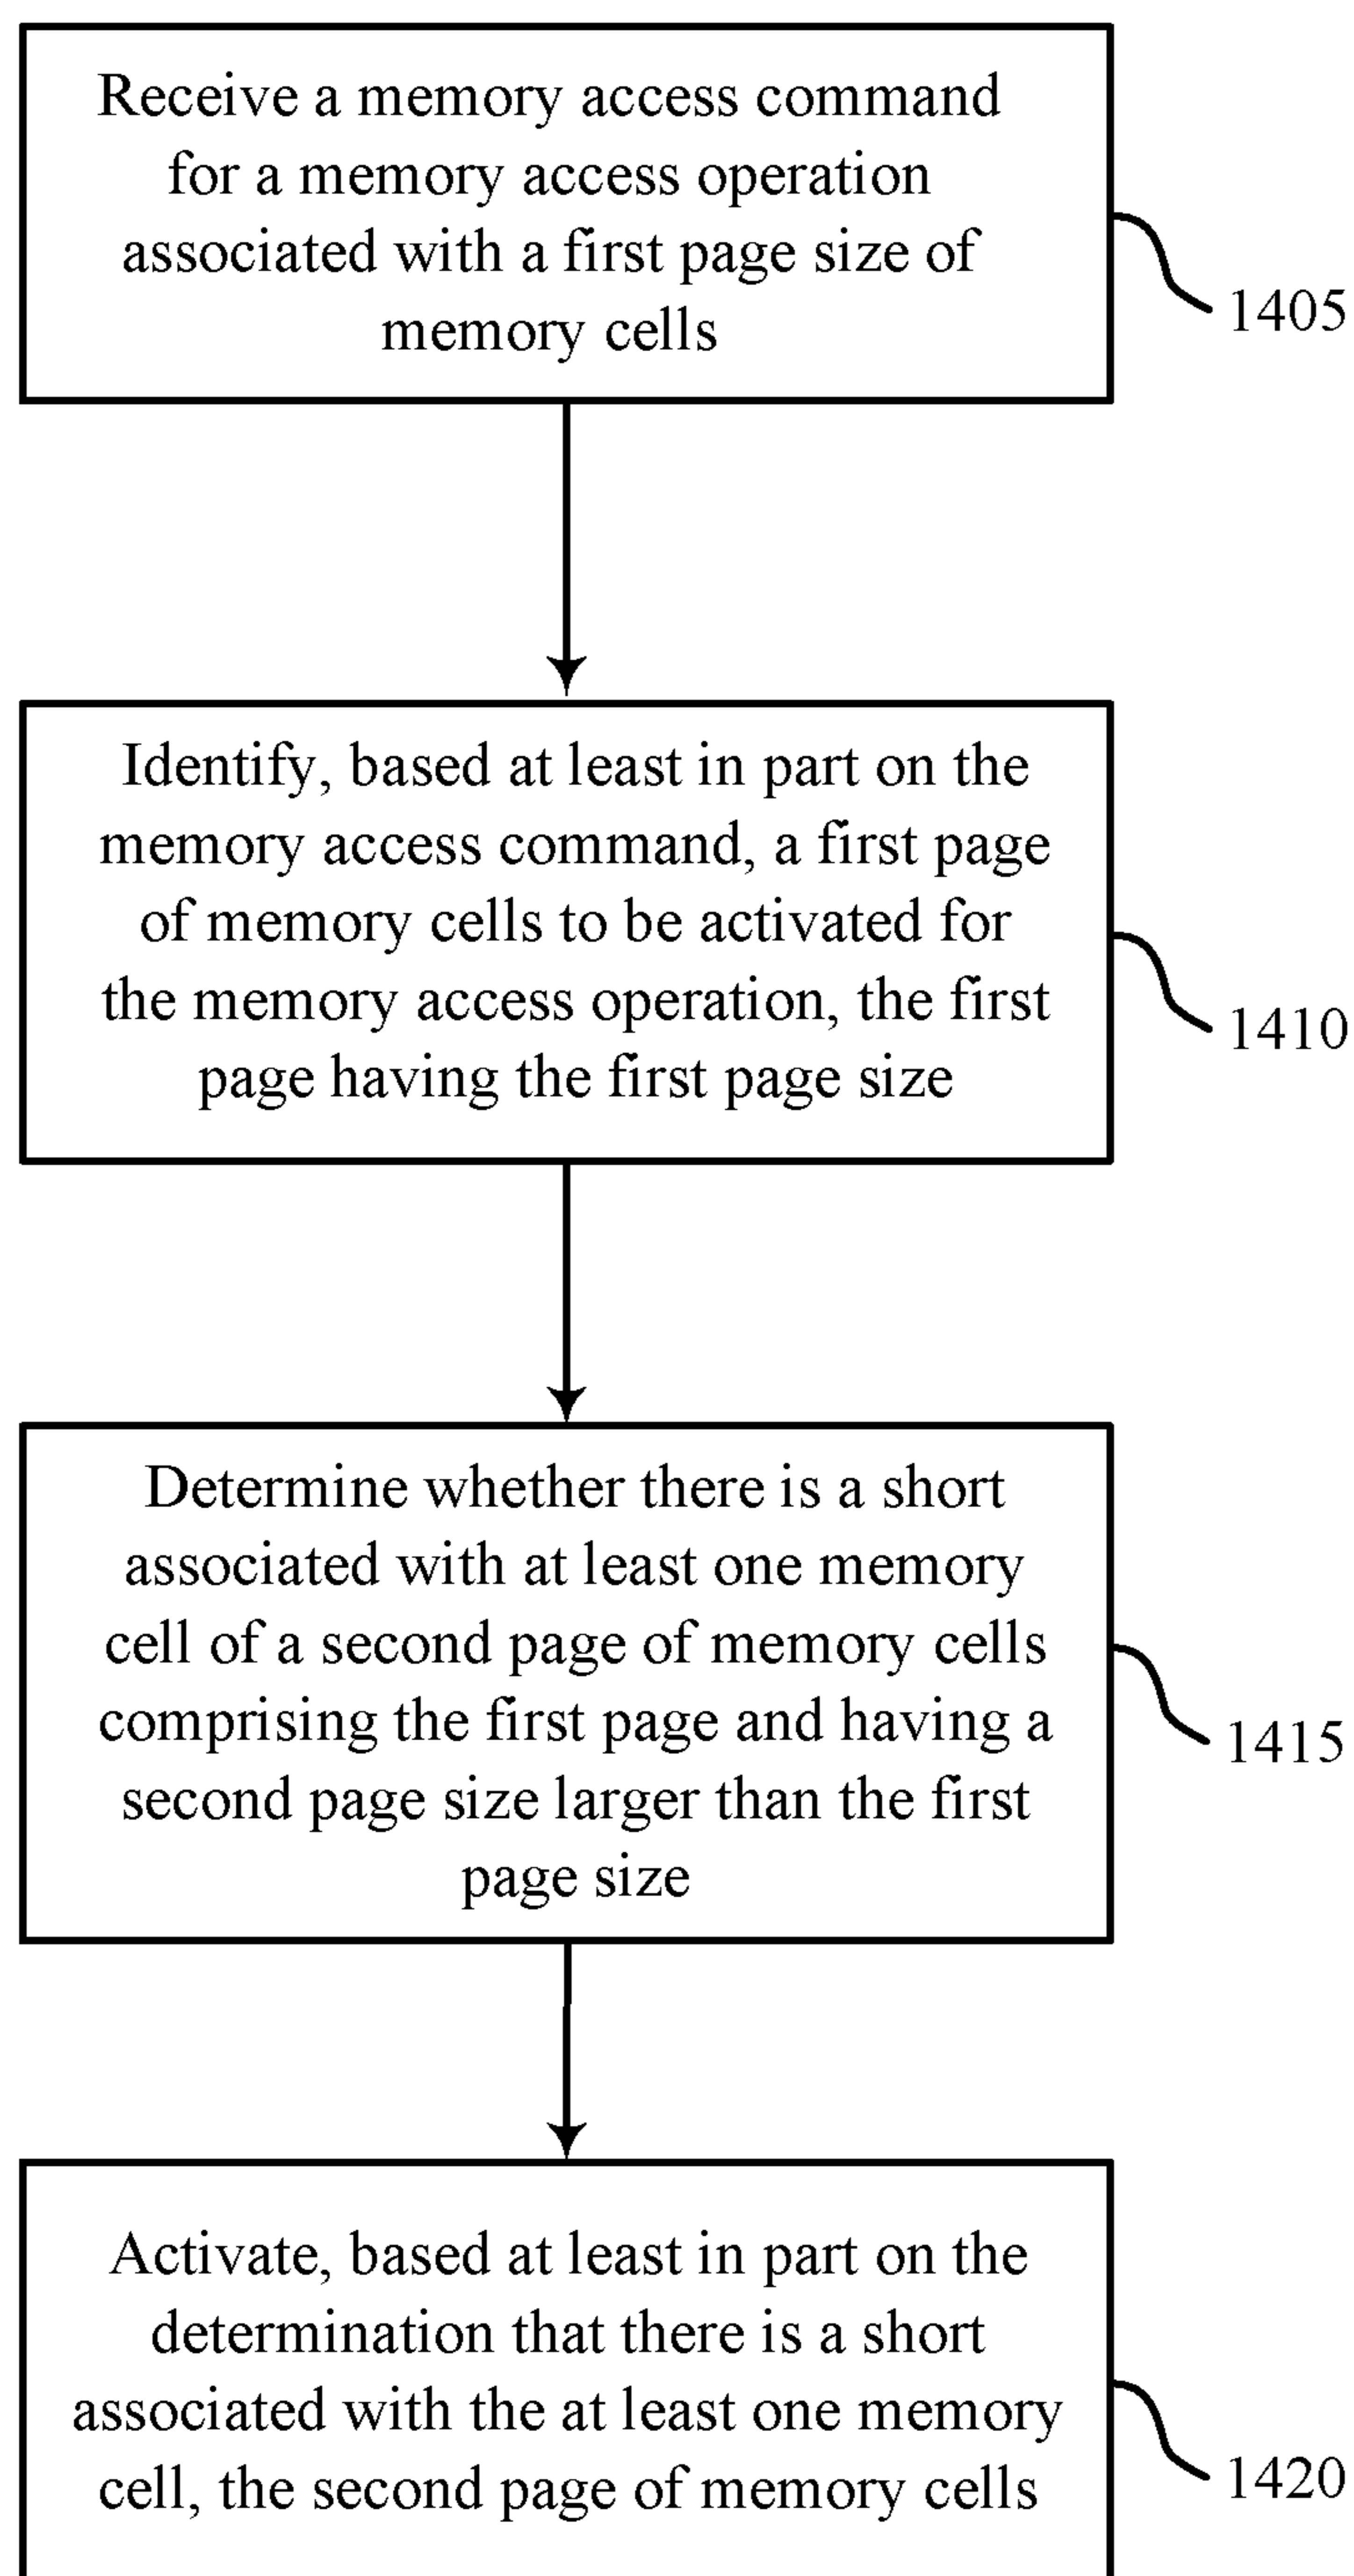 Receive a memory access command
for a memory access operation
associated with a first page size of
memory cells
1405
Identify, based at least in part on the
memory access command, a first page
of memory cells to be activated for
the memory access operation, the first
page having the first page size
1410
Determine whether there is a short
associated with at least one memory
cell of a second page of memory cells
comprising the first page and having a
second page size larger than the first
page size
1415
Activate, based at least in part on the
determination that there is a short
associated with the at least one memory
cell, the second page of memory cells
1420